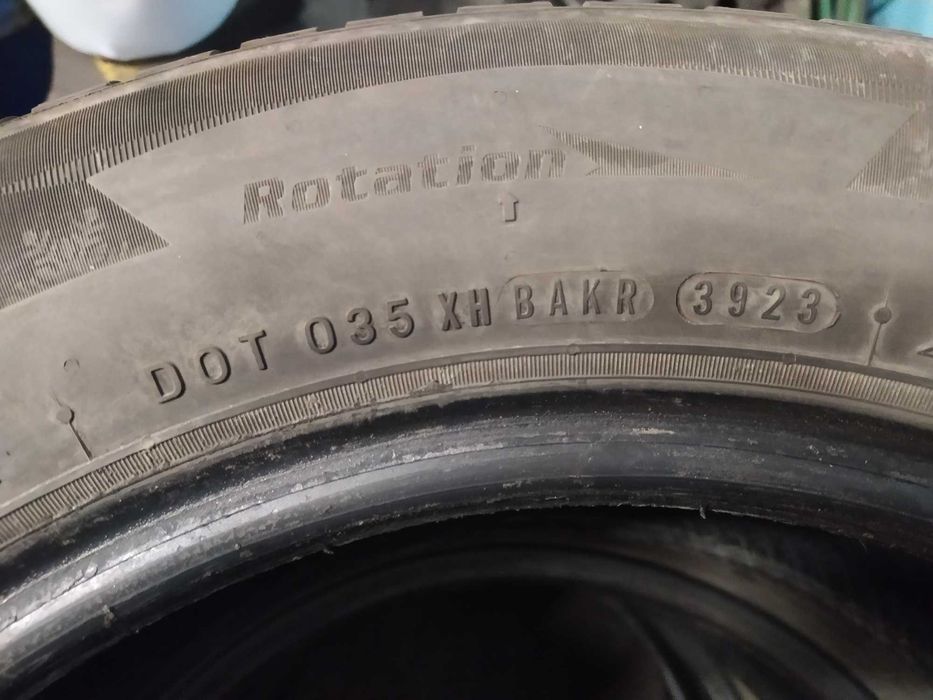 Rotation
DOT 035 XH BAKR 3923